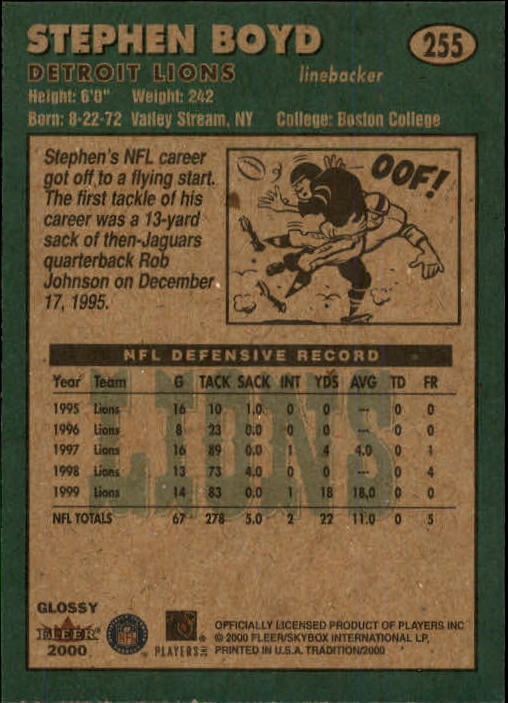 STEPHEN BOYD
255
DETROIT LIONS linebacker
Height: 6'0" Weight: 242
Born: 8-22-72 Valley Stream, NY College: Boston College
Stephen's NFL career
got off to a flying start.
The first tackle of his
career was a 13-yard
sack of then-Jaguars
quarterback Rob
Johnson on December
17, 1995.
OOF!
NFL DEFENSIVE RECORD
LIONS
Year Team G TACK SACK INT YDS AVG TD FR
1995 Lions 16 10 1.0 0 0 --- 0 0
1996 Lions 8 23 0.0 0 0 --- 0 0
1997 Lions 16 89 0.0 1 4 4.0 0 1
1998 Lions 13 73 4.0 0 0 --- 0 4
1999 Lions 14 83 0.0 1 18 18.0 0 0
NFL TOTALS 67 278 5.0 2 22 11.0 0 5
GLOSSY
FLEER
2000
NFL
PLAYERS INC
OFFICIALLY LICENSED PRODUCT OF PLAYERS INC
© 2000 FLEER/SKYBOX INTERNATIONAL LP,
PRINTED IN U.S.A. TRADITION/2000